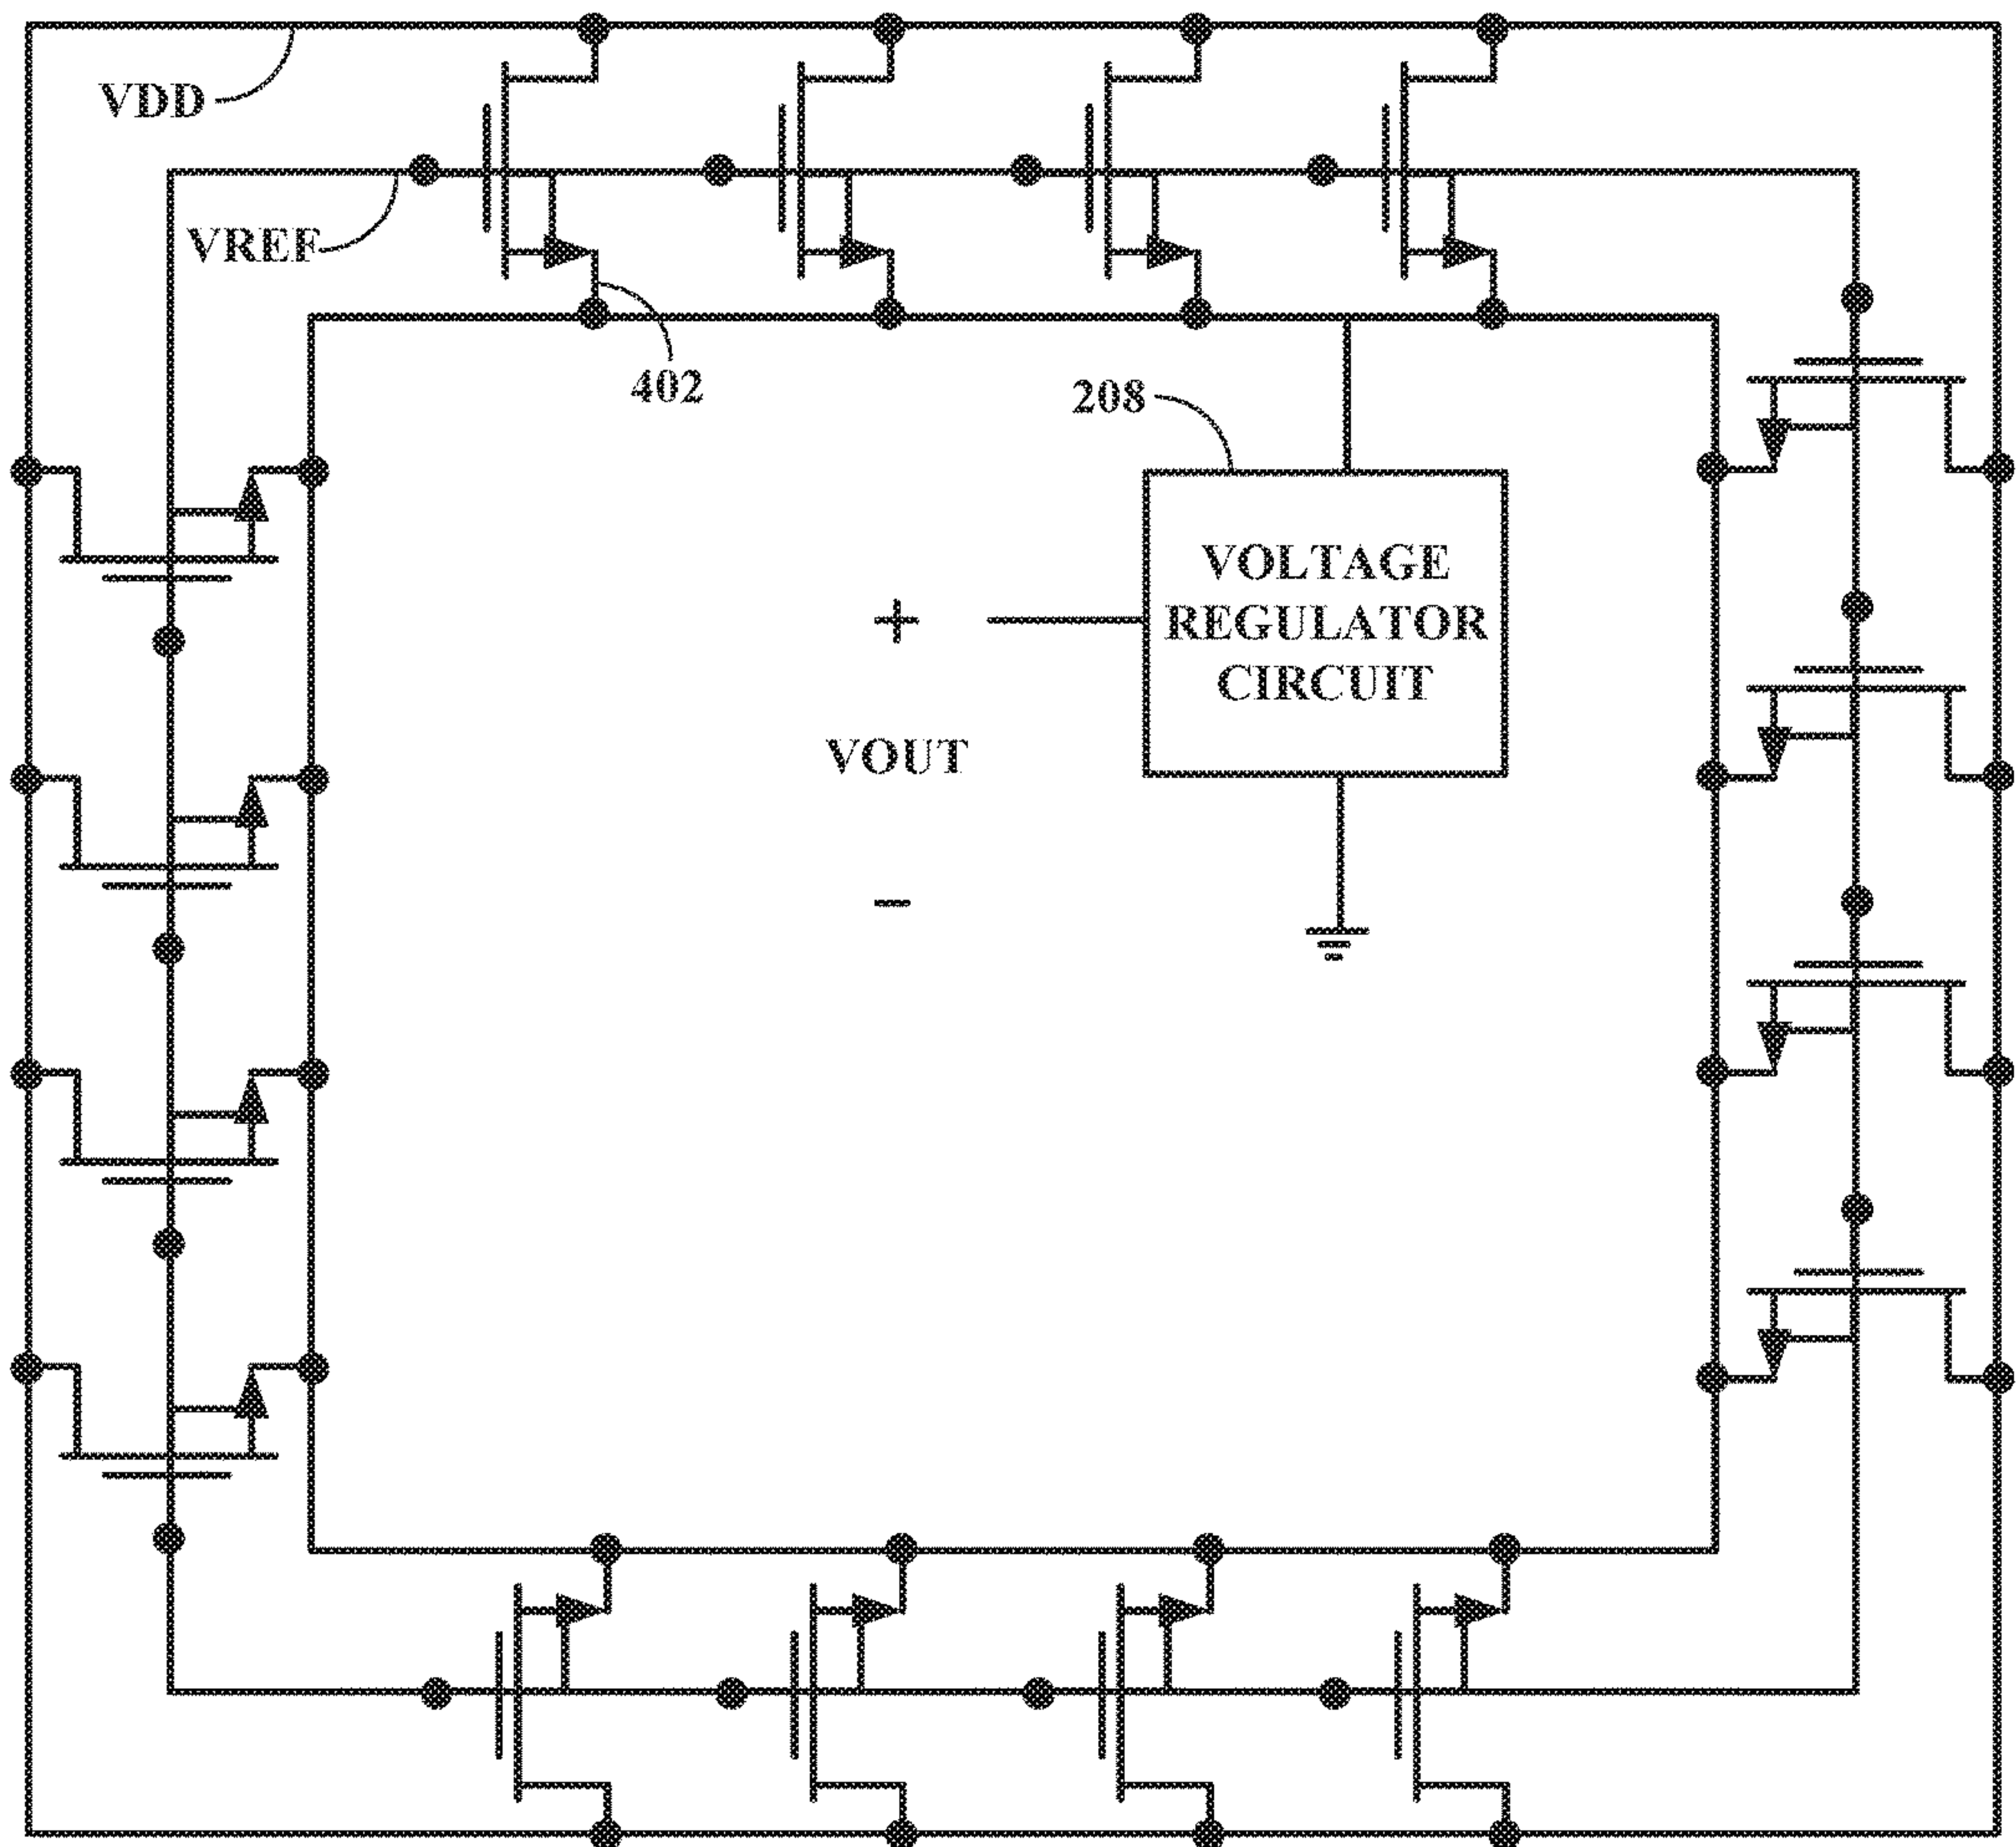 VDD
VREF
402
208
VOLTAGE
REGULATOR
CIRCUIT
+
VOUT
-